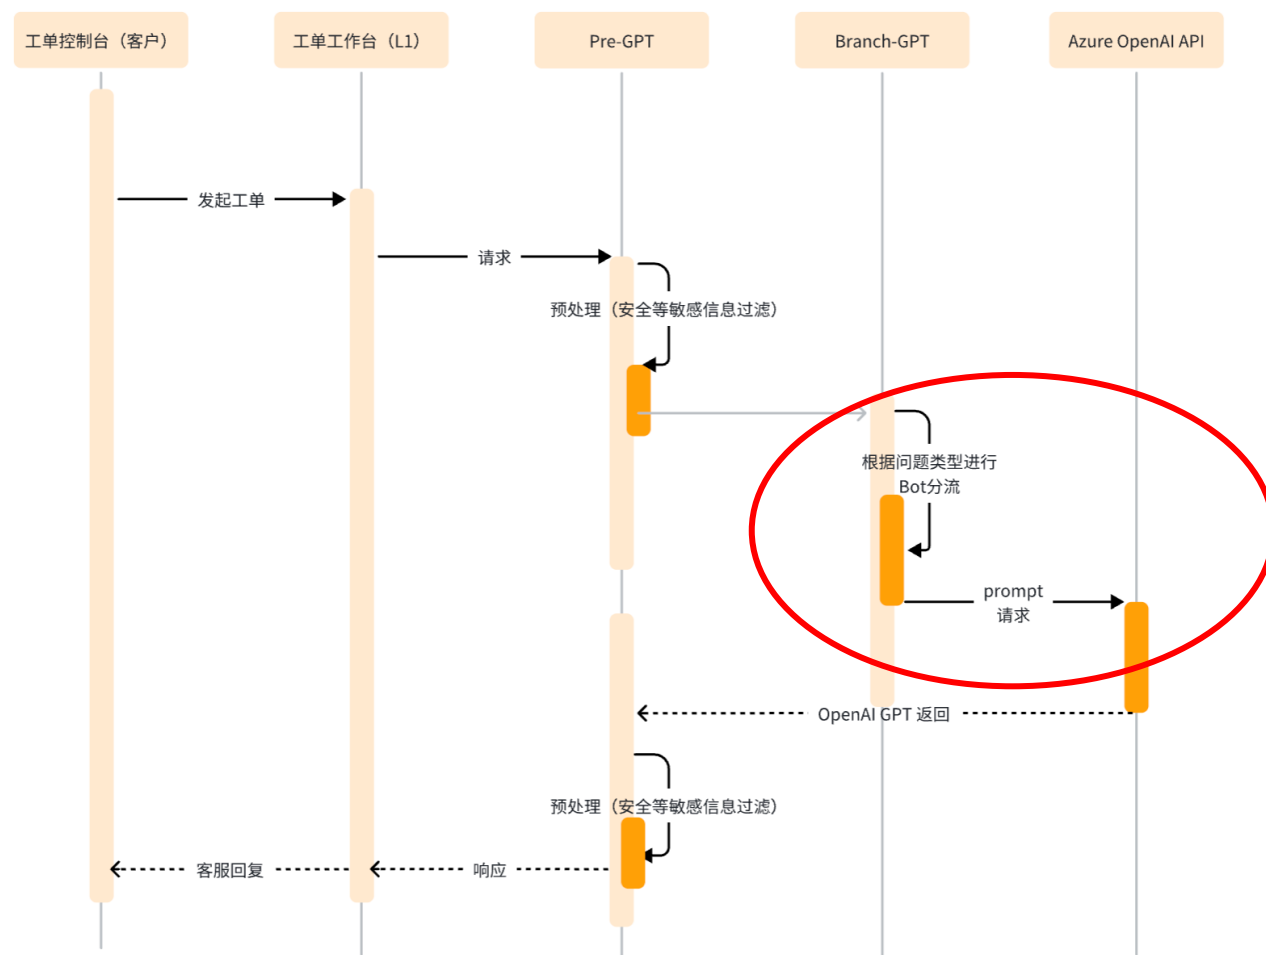 工单控制台（客户）
工单工作台（L1）
Pre-GPT
Branch-GPT
Azure OpenAI API
发起工单
请求
预处理（安全等敏感信息过滤）
根据问题类型进行
Bot分流
prompt
请求
OpenAI GPT 返回
预处理（安全等敏感信息过滤）
客服回复
响应